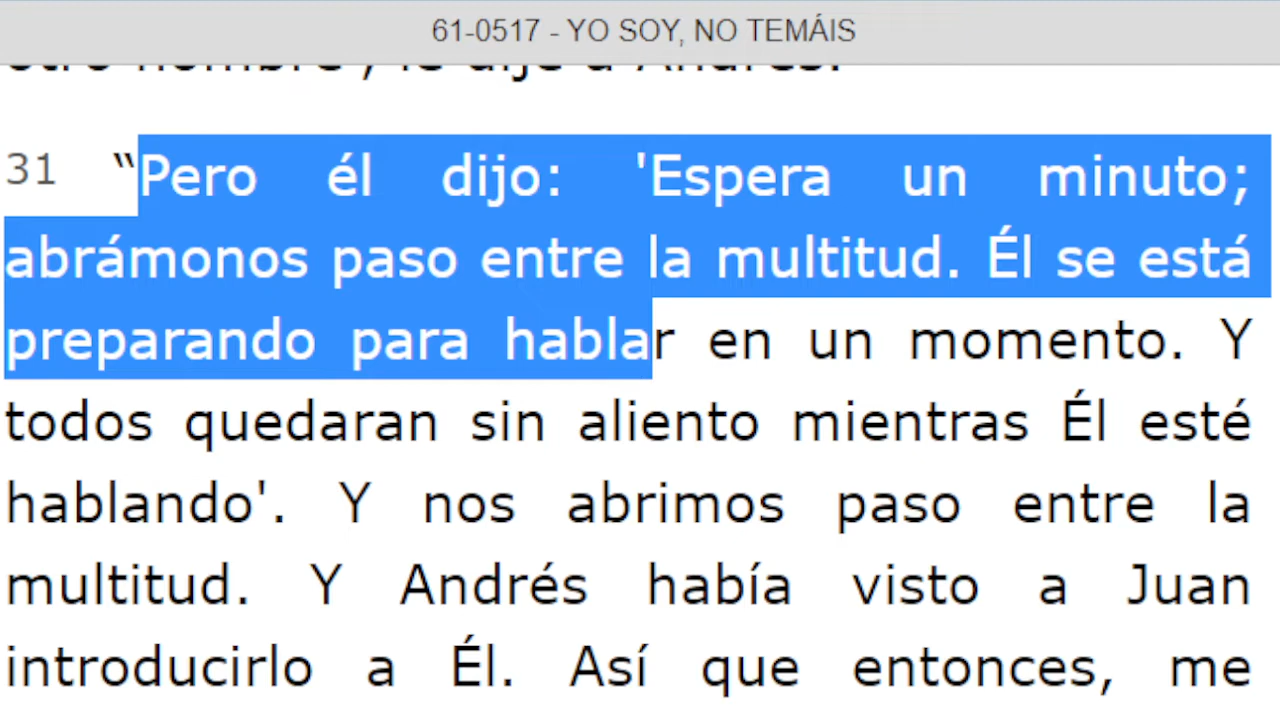 61-0517 - YO SOY, NO TEMÁIS
31 “Pero él dijo: 'Espera un minuto;
abrámonos paso entre la multitud. Él se está
preparando para hablar en un momento. Y
todos quedaran sin aliento mientras Él esté
hablando'. Y nos abrimos paso entre la
multitud. Y Andrés había visto a Juan
introducirlo a Él. Así que entonces, me